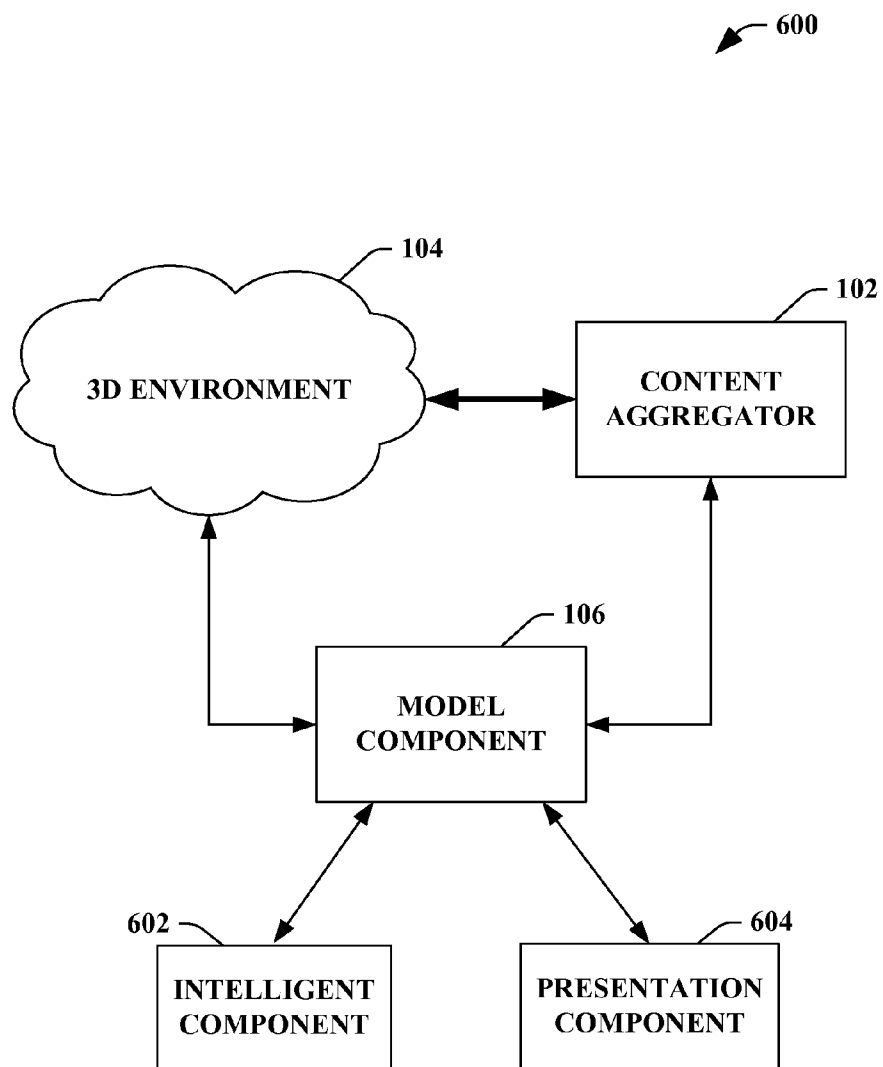 600
104
102
3D ENVIRONMENT
CONTENT
AGGREGATOR
106
MODEL
COMPONENT
602
604
INTELLIGENT
COMPONENT
PRESENTATION
COMPONENT